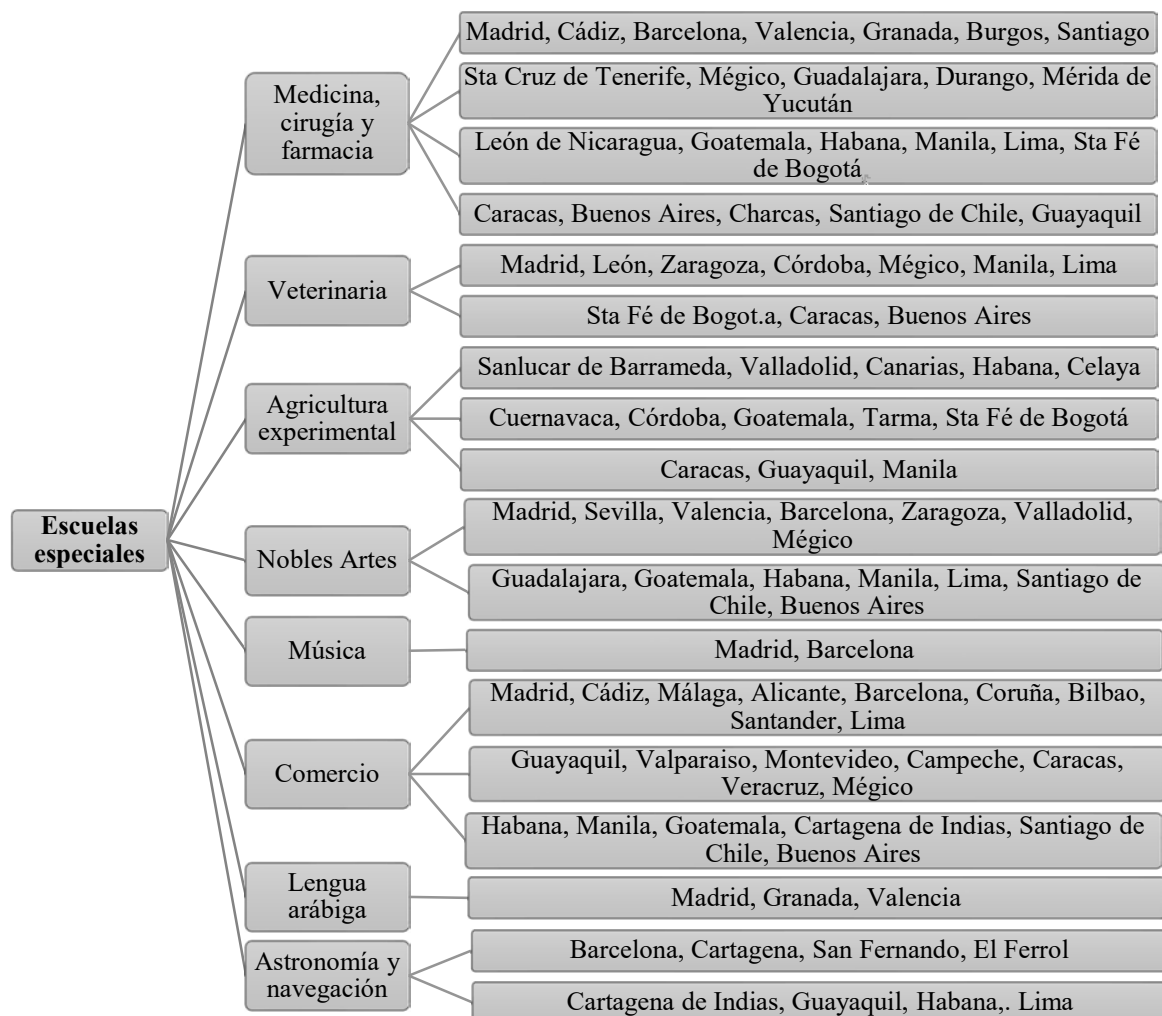 Escuelas
especiales
Medicina,
cirugía y
farmacia
Madrid, Cádiz, Barcelona, Valencia, Granada, Burgos, Santiago
Sta Cruz de Tenerife, Mégico, Guadalajara, Durango, Mérida de
Yucután
León de Nicaragua, Goatemala, Habana, Manila, Lima, Sta Fé
de Bogotá
Caracas, Buenos Aires, Charcas, Santiago de Chile, Guayaquil
Veterinaria
Madrid, León, Zaragoza, Córdoba, Mégico, Manila, Lima
Sta Fé de Bogot.a, Caracas, Buenos Aires
Agricultura
experimental
Sanlucar de Barrameda, Valladolid, Canarias, Habana, Celaya
Cuernavaca, Córdoba, Goatemala, Tarma, Sta Fé de Bogotá
Caracas, Guayaquil, Manila
Nobles Artes
Madrid, Sevilla, Valencia, Barcelona, Zaragoza, Valladolid,
Mégico
Guadalajara, Goatemala, Habana, Manila, Lima, Santiago de
Chile, Buenos Aires
Música
Madrid, Barcelona
Comercio
Madrid, Cádiz, Málaga, Alicante, Barcelona, Coruña, Bilbao,
Santander, Lima
Guayaquil, Valparaiso, Montevideo, Campeche, Caracas,
Veracruz, Mégico
Habana, Manila, Goatemala, Cartagena de Indias, Santiago de
Chile, Buenos Aires
Lengua
arábiga
Madrid, Granada, Valencia
Astronomía y
navegación
Barcelona, Cartagena, San Fernando, El Ferrol
Cartagena de Indias, Guayaquil, Habana,. Lima